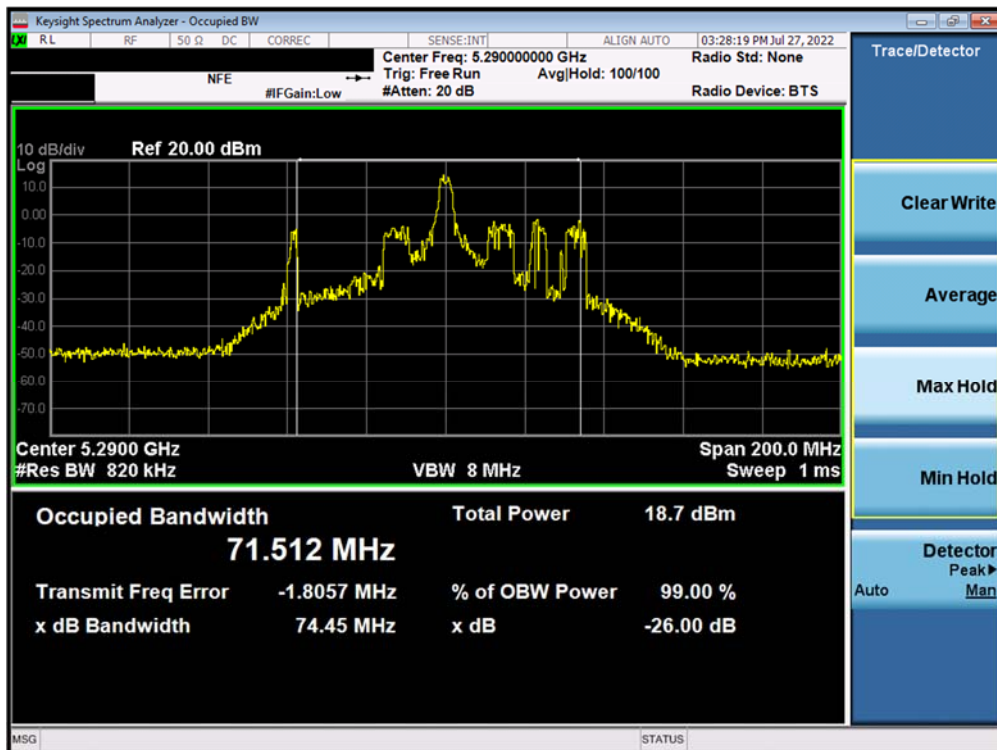 Keysight Spectrum Analyzer - Occupied BW
LXI RL RF 50 Ω DC CORREC SENSE:INT ALIGN AUTO 03:28:19 PM Jul 27, 2022
Center Freq: 5.290000000 GHz Radio Std: None
NFE Trig: Free Run Avg|Hold: 100/100
#IFGain:Low #Atten: 20 dB Radio Device: BTS
Trace/Detector
10 dB/div Ref 20.00 dBm
Log
10.0
0.00
-10.0
-20.0
-30.0
-40.0
-50.0
60.0
-70.0
Center 5.2900 GHz Span 200.0 MHz
#Res BW 820 kHz VBW 8 MHz Sweep 1 ms
Occupied Bandwidth Total Power 18.7 dBm
71.512 MHz
Transmit Freq Error -1.8057 MHz % of OBW Power 99.00 %
x dB Bandwidth 74.45 MHz x dB -26.00 dB
Clear Write
Average
Max Hold
Min Hold
Detector
Peak▶
Auto Man
MSG STATUS